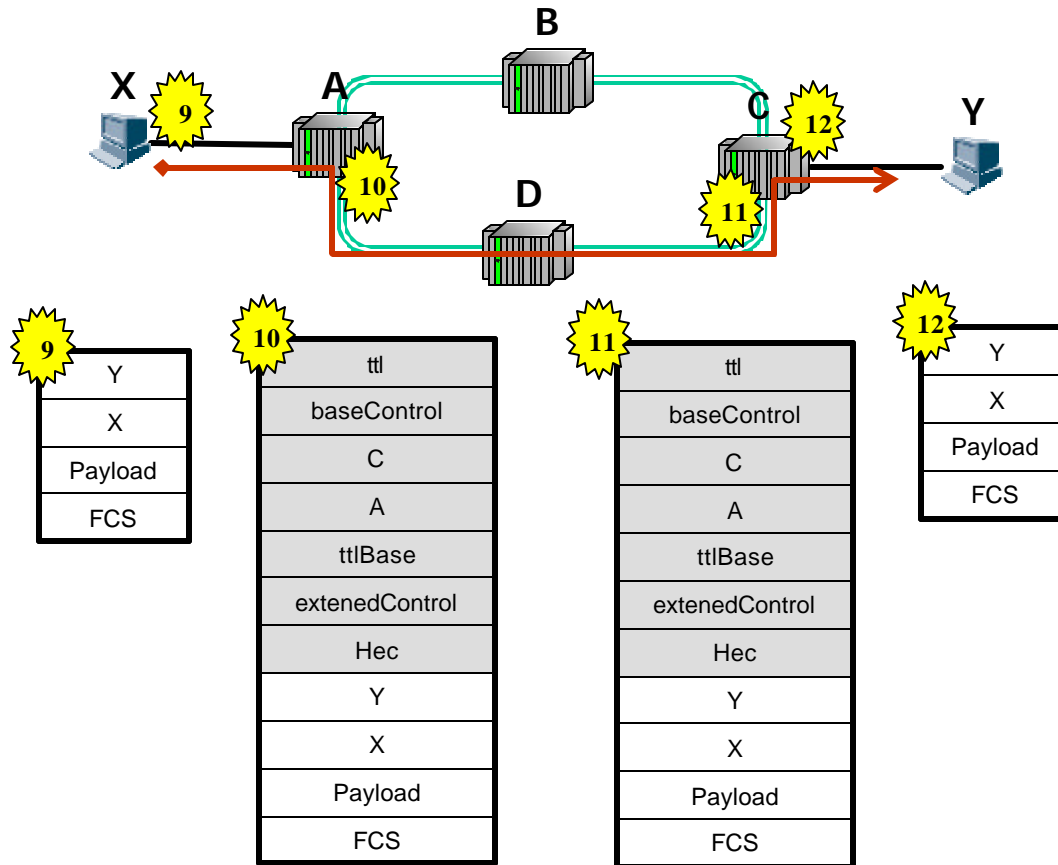 B
X
9
A
C
12
Y
10
D
11
9
Y
X
Payload
FCS
10
ttl
baseControl
C
A
ttlBase
extenedControl
Hec
Y
X
Payload
FCS
11
ttl
baseControl
C
A
ttlBase
extenedControl
Hec
Y
X
Payload
FCS
12
Y
X
Payload
FCS